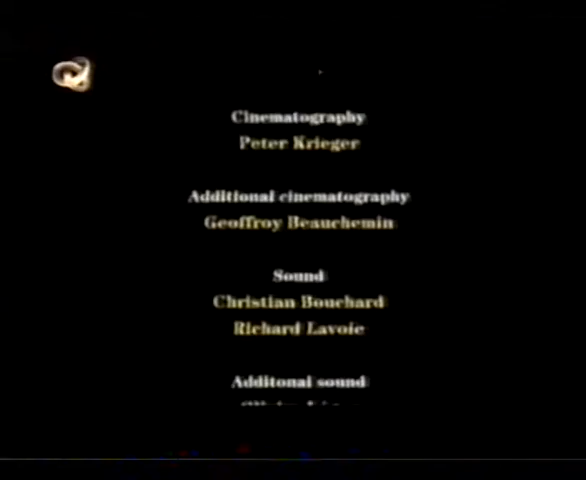 Cinematography
Peter Krieger
Additional cinematography
Geoffroy Beauchemin
Sound
Christian Bouchard
Richard Lavoie
Additonal sound